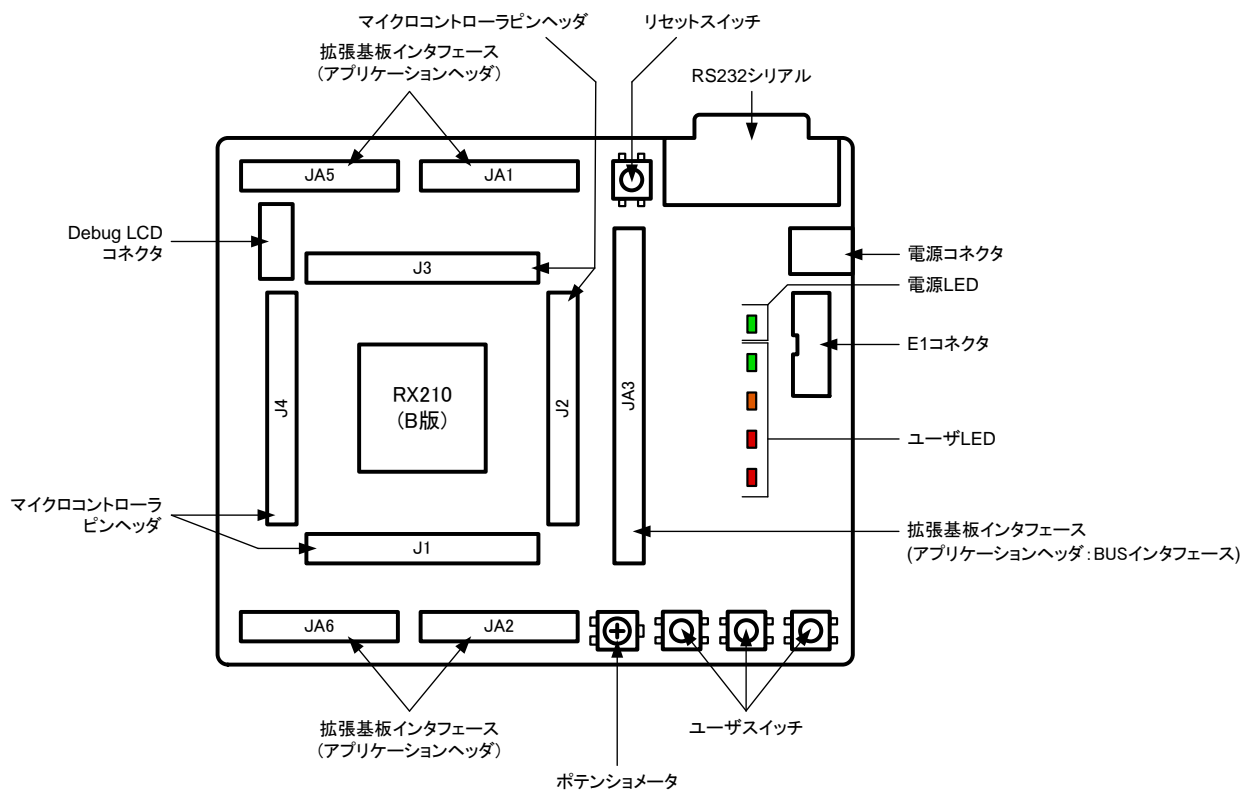 マイクロコントローラピンヘッダ
リセットスイッチ
拡張基板インタフェース
(アプリケーションヘッダ)
RS232シリアル
JA5
JA1
Debug LCD
コネクタ
J3
電源コネクタ
電源LED
E1コネクタ
RX210
(B版)
J4
J2
JA3
ユーザLED
マイクロコントローラ
ピンヘッダ
J1
拡張基板インタフェース
(アプリケーションヘッダ:BUSインタフェース)
JA6
JA2
拡張基板インタフェース
(アプリケーションヘッダ)
ユーザスイッチ
ポテンショメータ